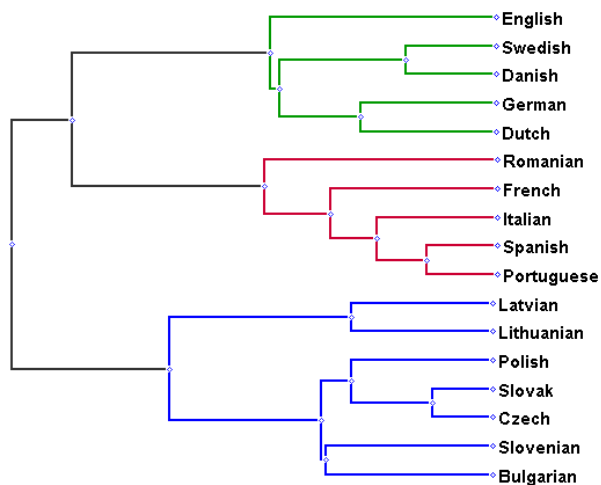 English
Swedish
Danish
German
Dutch
Romanian
French
Italian
Spanish
Portuguese
Latvian
Lithuanian
Polish
Slovak
Czech
Slovenian
Bulgarian